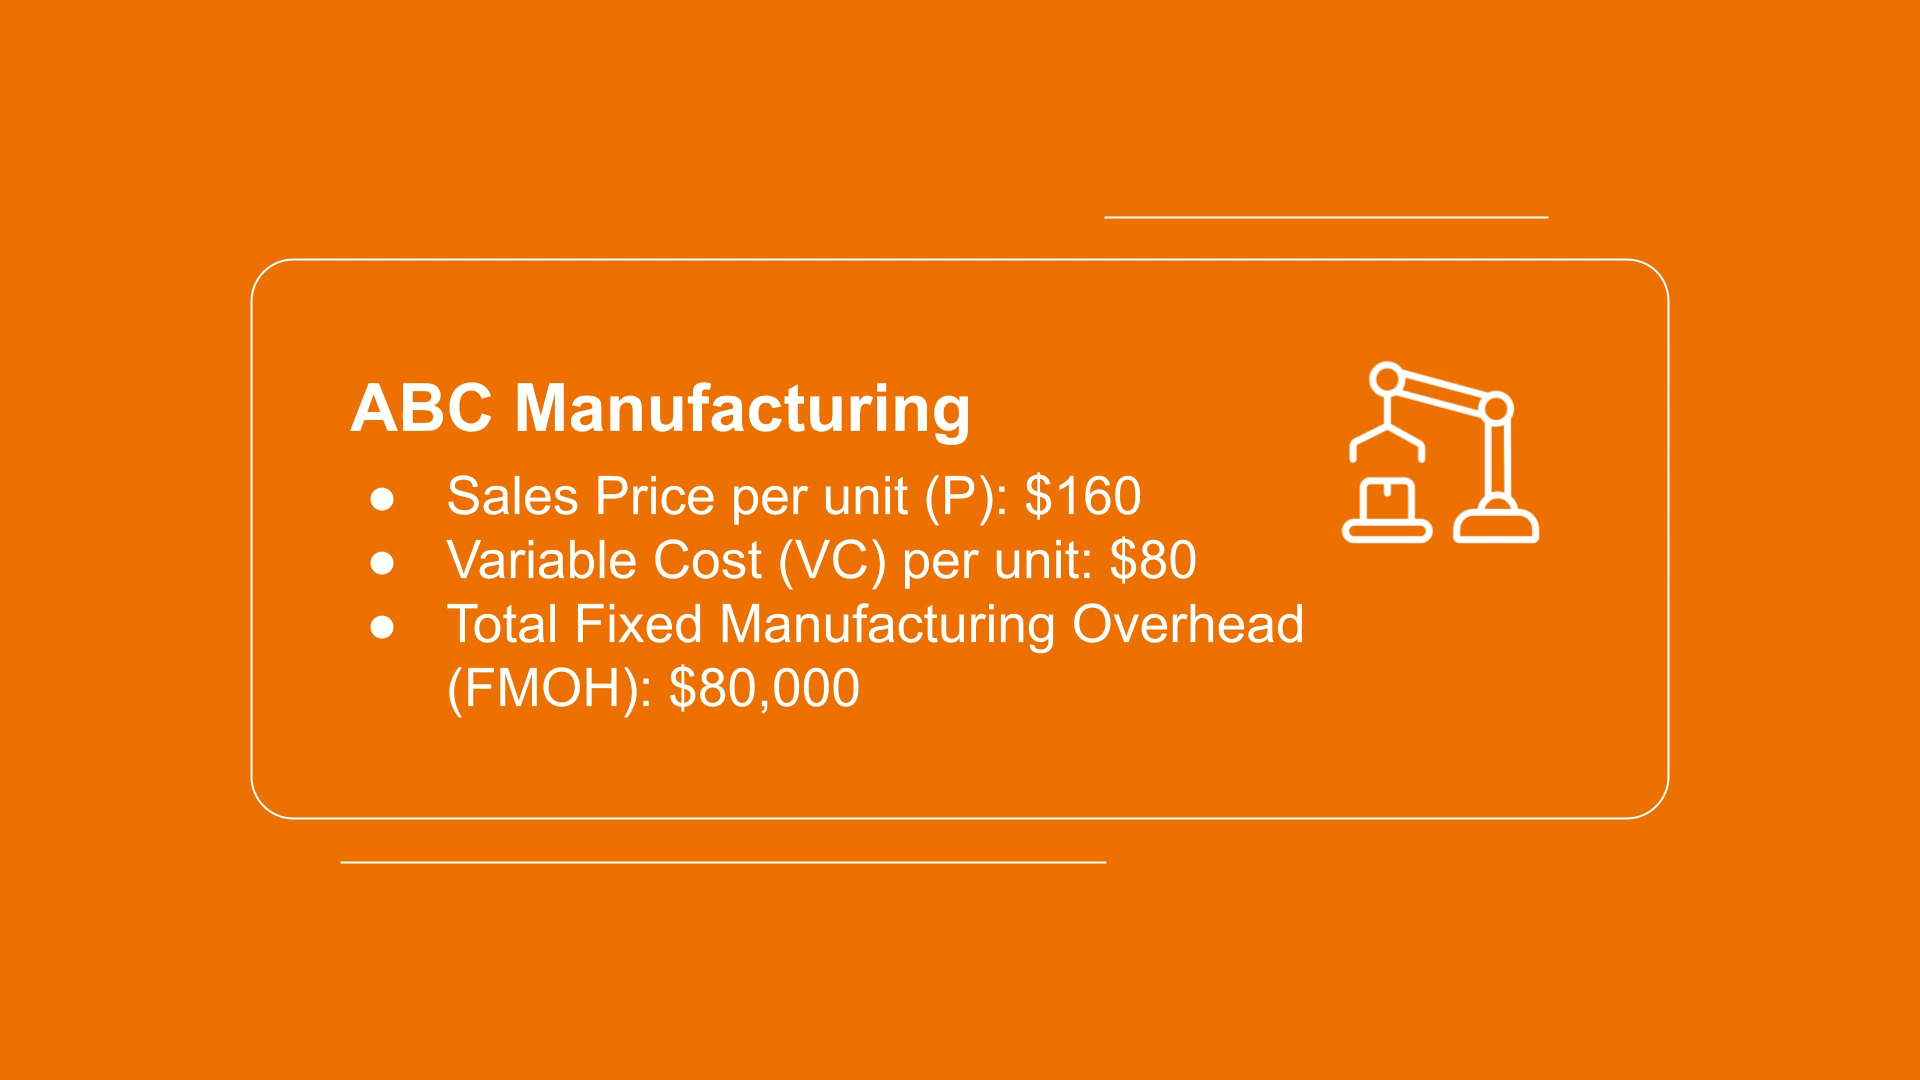 ABC Manufacturing
● Sales Price per unit (P): $160
● Variable Cost (VC) per unit: $80
● Total Fixed Manufacturing Overhead
(FMOH): $80,000